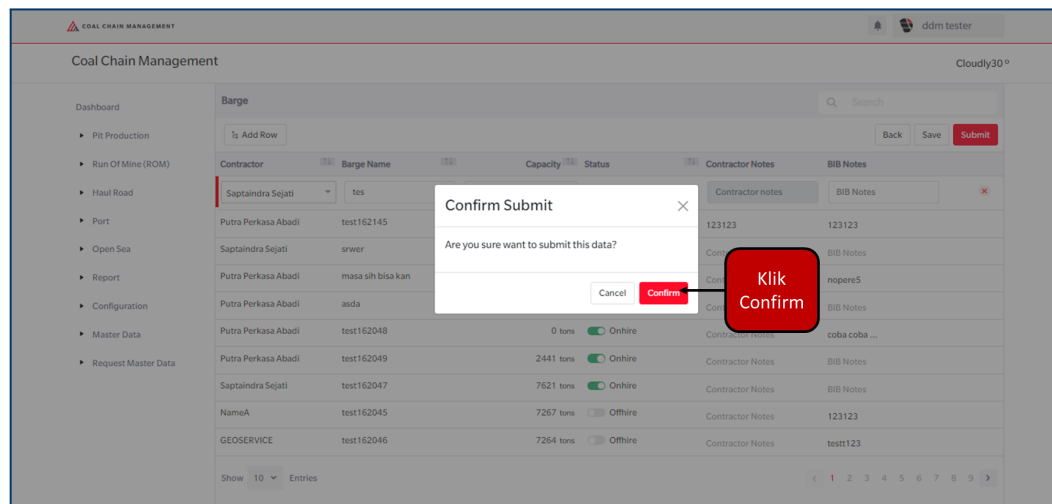 COAL CHAIN MANAGEMENT
ddm tester
Coal Chain Management
Cloudly30°
Dashboard
Pit Production
Run Of Mine (ROM)
Haul Road
Port
Open Sea
Report
Configuration
Master Data
Request Master Data
Barge
Search
Add Row
Back Save Submit
Contractor Barge Name Capacity Status Contractor Notes BIB Notes
Saptaindra Sejati tes Contractor notes BIB Notes
Putra Perkasa Abadi test162145 123123 123123
Saptaindra Sejati srwer BIB Notes
Putra Perkasa Abadi masa sih bisa kan nopere5
Putra Perkasa Abadi asda BIB Notes
Putra Perkasa Abadi test162048 0 tons Onhire Contractor Notes coba coba ...
Putra Perkasa Abadi test162049 2441 tons Onhire Contractor Notes BIB Notes
Saptaindra Sejati test162047 7621 tons Onhire Contractor Notes BIB Notes
NameA test162045 7267 tons Offhire Contractor Notes 123123
GEOSERVICE test162046 7264 tons Offhire Contractor Notes testt123
Show 10 Entries
1 2 3 4 5 6 7 8 9
Confirm Submit
Are you sure want to submit this data?
Cancel Confirm
Klik
Confirm